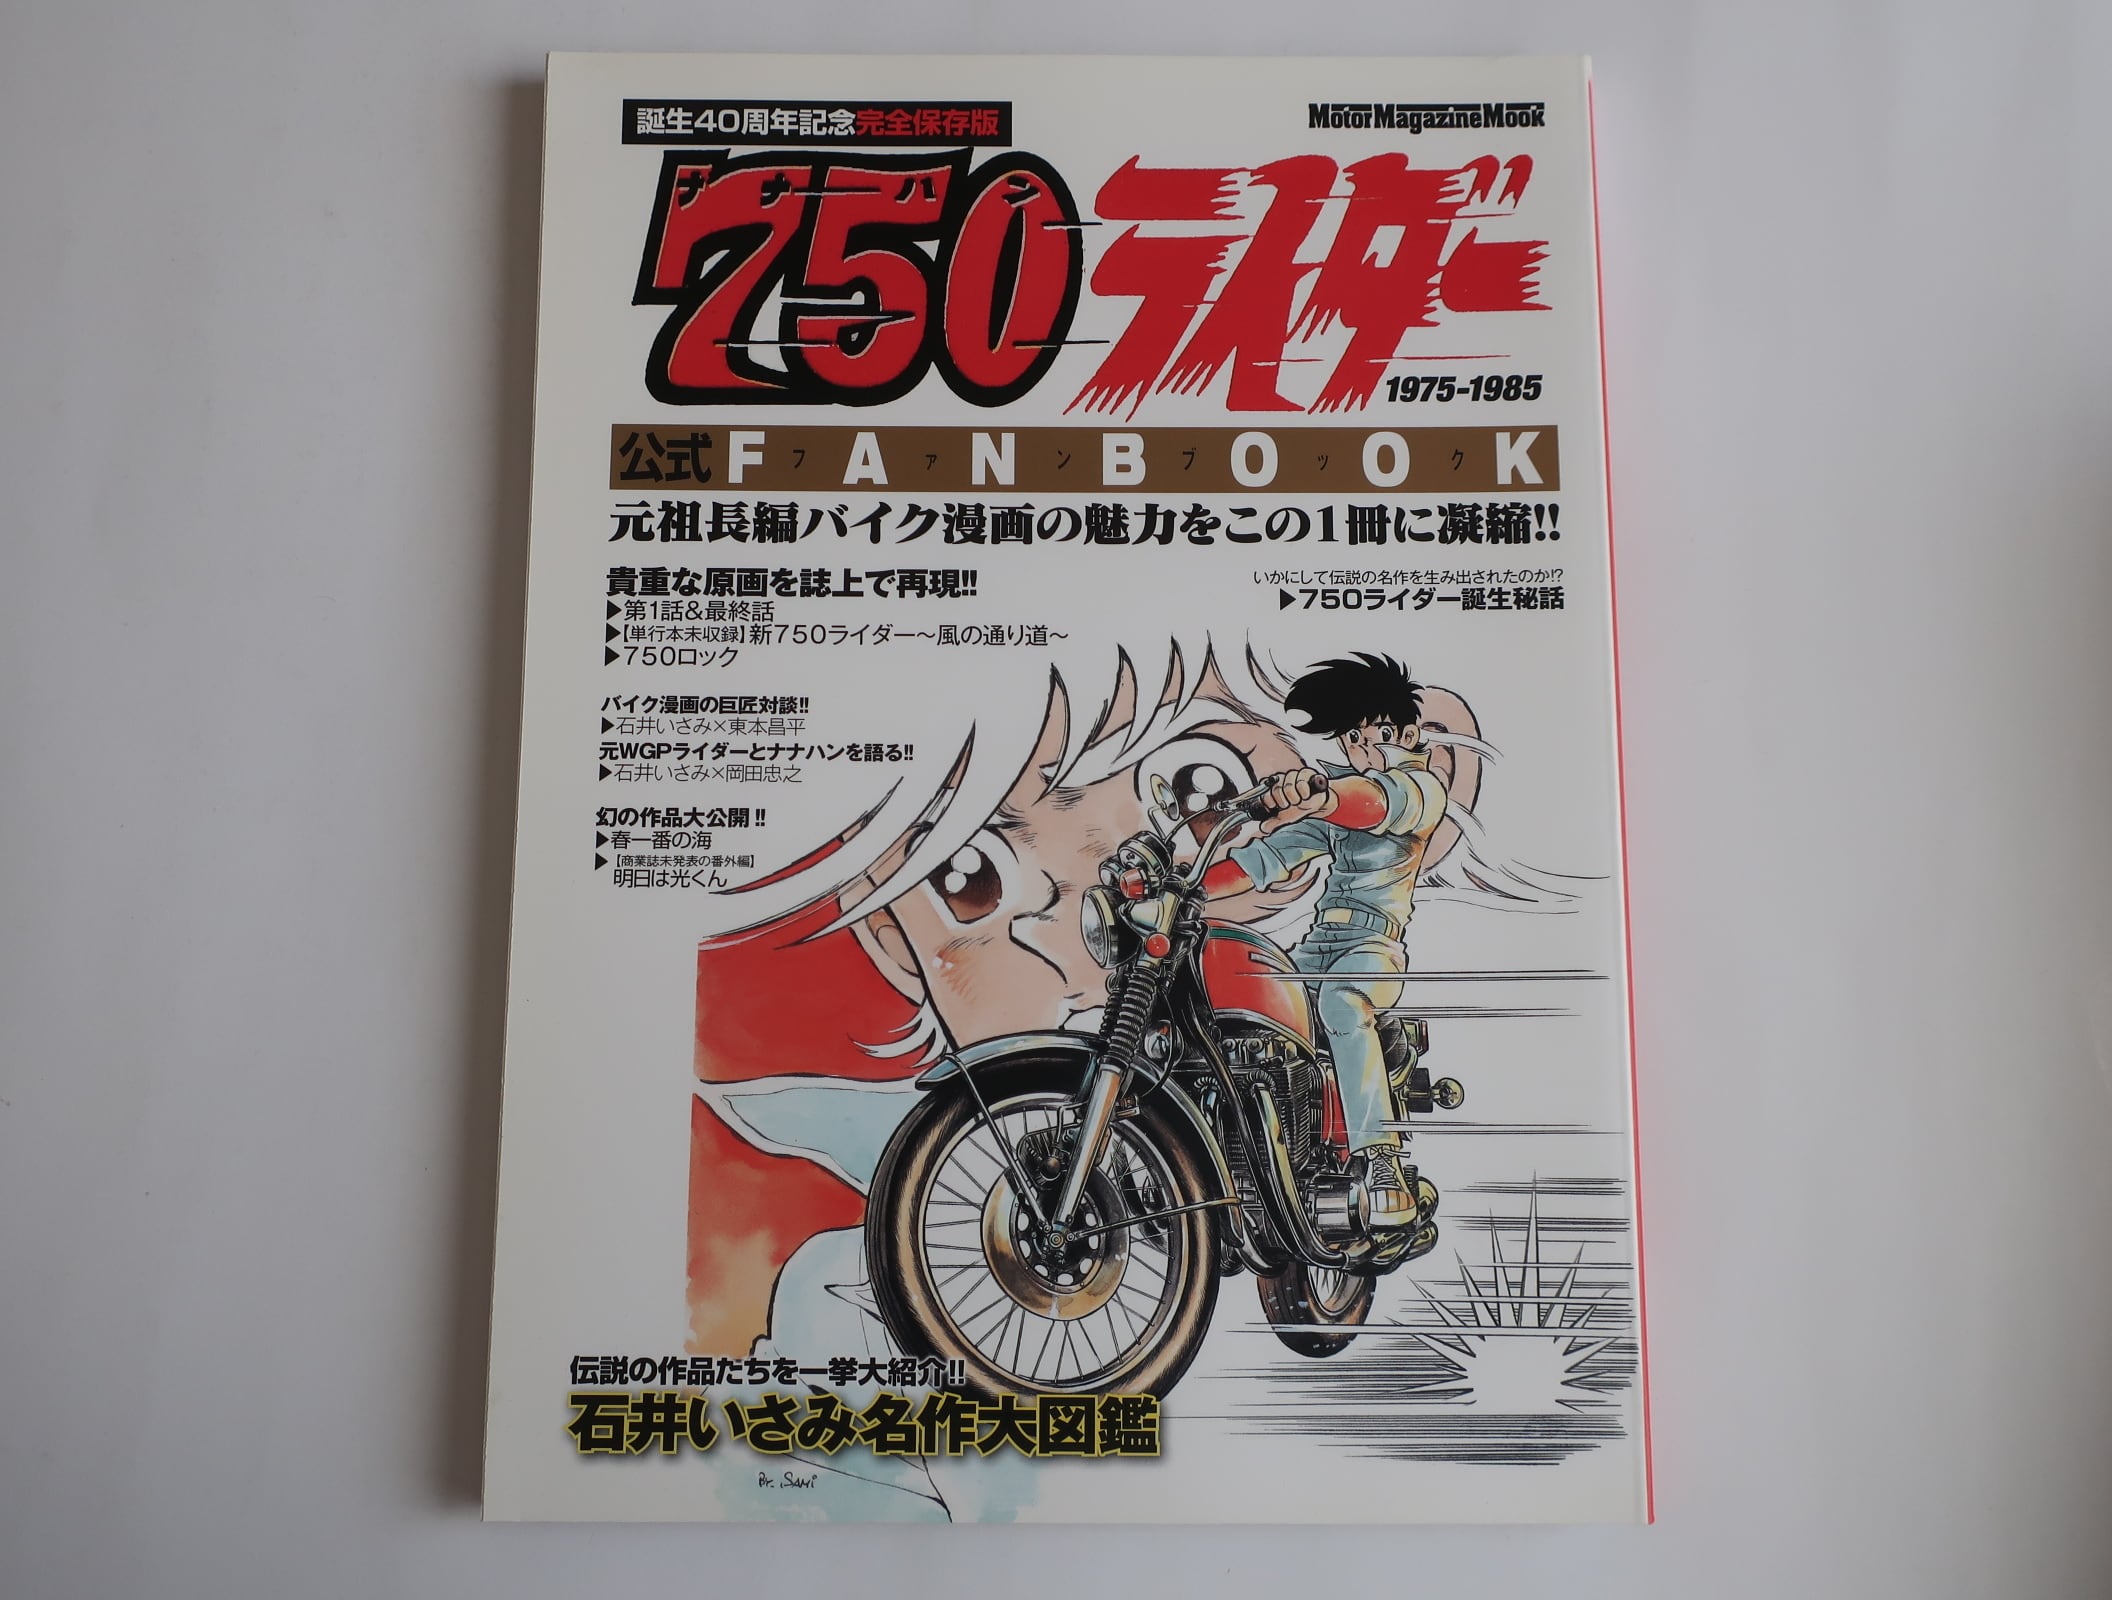 誕生40周年記念完全保存版
MotorMagazineMook
ナナハン
750ライダー
1975-1985
公式FANBOOK
ファンブック
元祖長編バイク漫画の魅力をこの1冊に凝縮!!
貴重な原画を誌上で再現!!
▶第1話&最終話
▶【単行本未収録】新750ライダー〜風の通り道〜
▶750ロック
いかにして伝説の名作を生み出されたのか!?
▶750ライダー誕生秘話
バイク漫画の巨匠対談!!
▶石井いさみ×東本昌平
元WGPライダーとナナハンを語る!!
▶石井いさみ×岡田忠之
幻の作品大公開!!
▶春一番の海
▶【商業誌未発表の番外編】
明日は光くん
伝説の作品たちを一挙大紹介!!
石井いさみ名作大図鑑
By. iSAMi